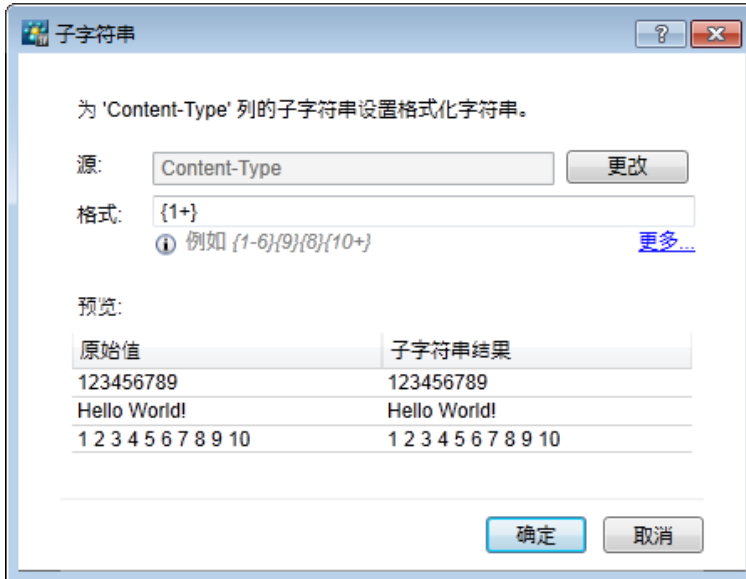 子字符串
为 'Content-Type' 列的子字符串设置格式化字符串。
源: Content-Type 更改
格式: {1+}
例如 {1-6}{9}{8}{10+} 更多...
预览:
原始值 子字符串结果
123456789 123456789
Hello World! Hello World!
1 2 3 4 5 6 7 8 9 10 1 2 3 4 5 6 7 8 9 10
确定 取消